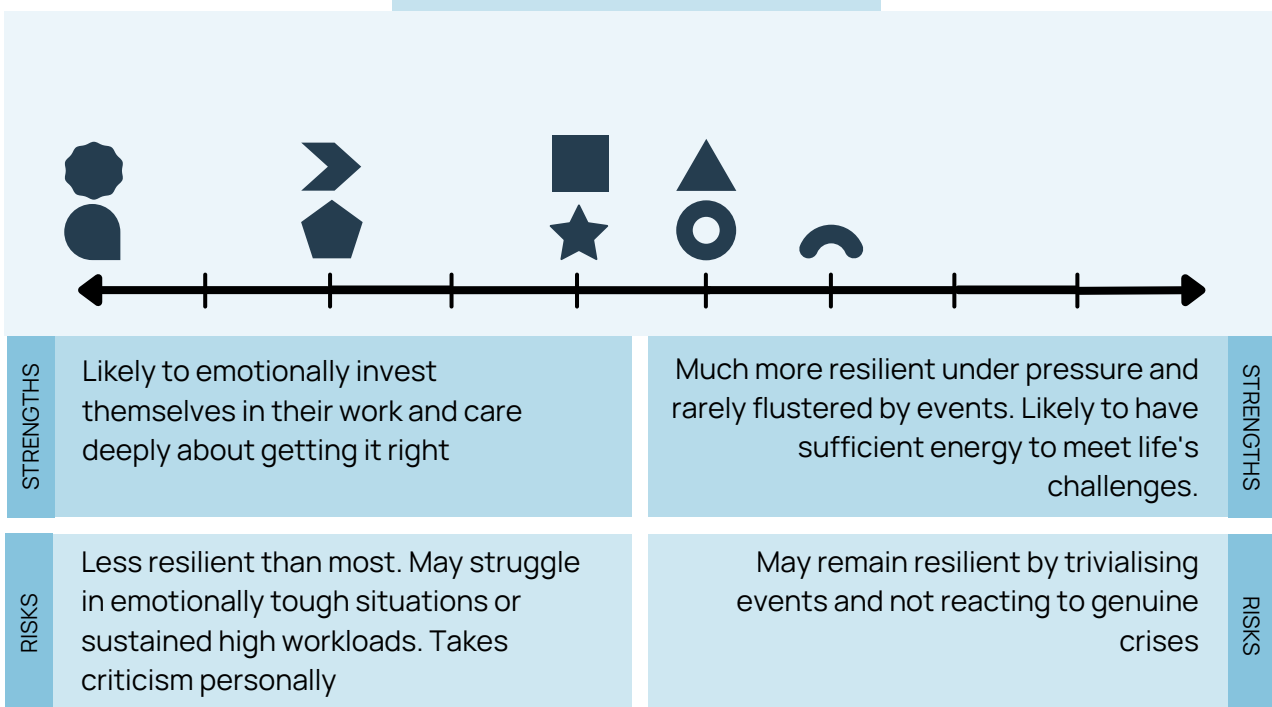 STRENGTHS
Likely to emotionally invest
themselves in their work and care
deeply about getting it right
Much more resilient under pressure and
rarely flustered by events. Likely to have
sufficient energy to meet life's
challenges.
STRENGTHS
RISKS
Less resilient than most. May struggle
in emotionally tough situations or
sustained high workloads. Takes
criticism personally
May remain resilient by trivialising
events and not reacting to genuine
crises
RISKS